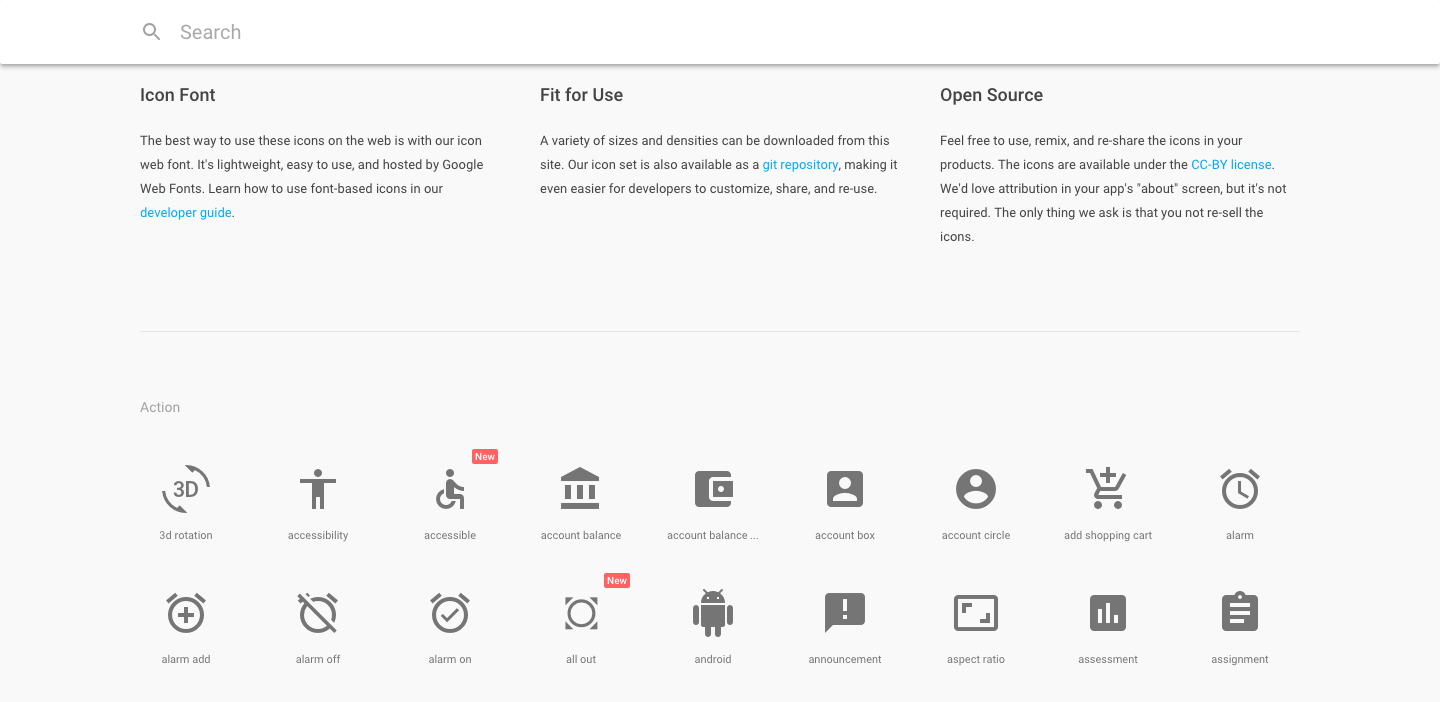 Search
Icon Font
The best way to use these icons on the web is with our icon
web font. It's lightweight, easy to use, and hosted by Google
Web Fonts. Learn how to use font-based icons in our
developer guide.
Fit for Use
A variety of sizes and densities can be downloaded from this
site. Our icon set is also available as a git repository, making it
even easier for developers to customize, share, and re-use.
Open Source
Feel free to use, remix, and re-share the icons in your
products. The icons are available under the CC-BY license.
We'd love attribution in your app's "about" screen, but it's not
required. The only thing we ask is that you not re-sell the
icons.
Action
New
3D
3d rotation accessibility accessible account balance account balance ... account box account circle add shopping cart alarm
New
alarm add alarm off alarm on all out android announcement aspect ratio assessment assignment